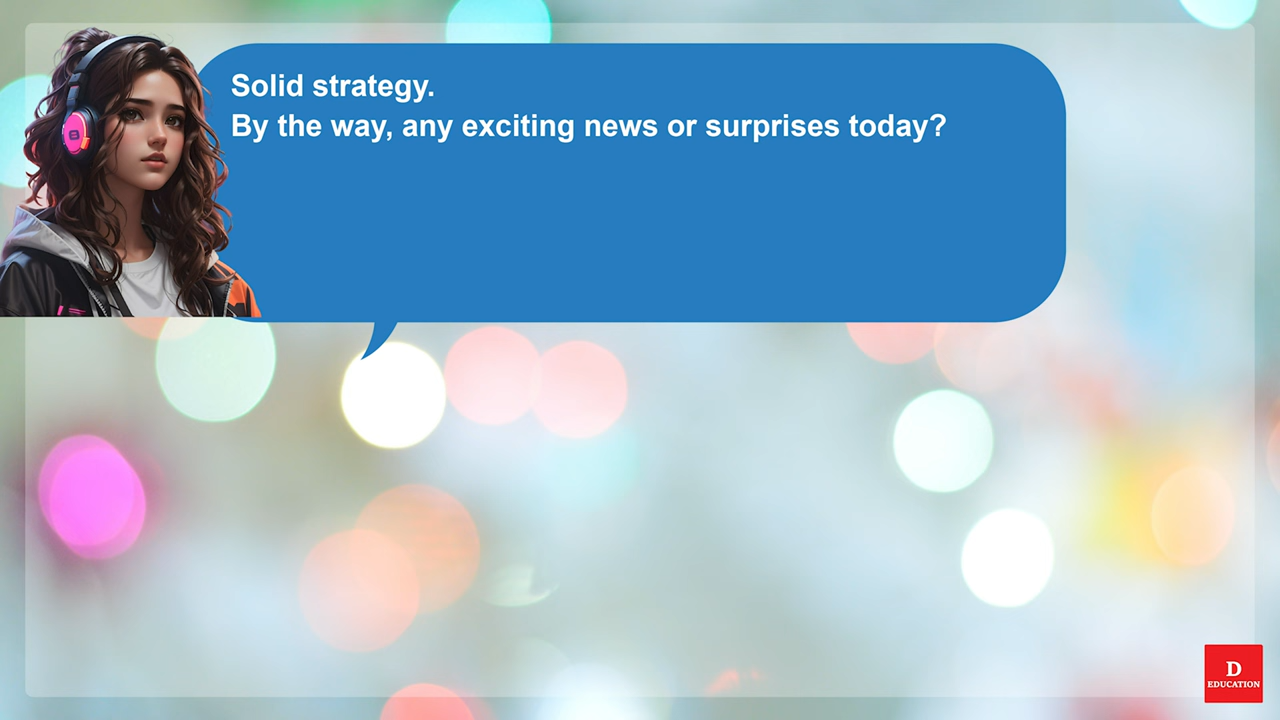 Solid strategy.
By the way, any exciting news or surprises today?
D
EDUCATION